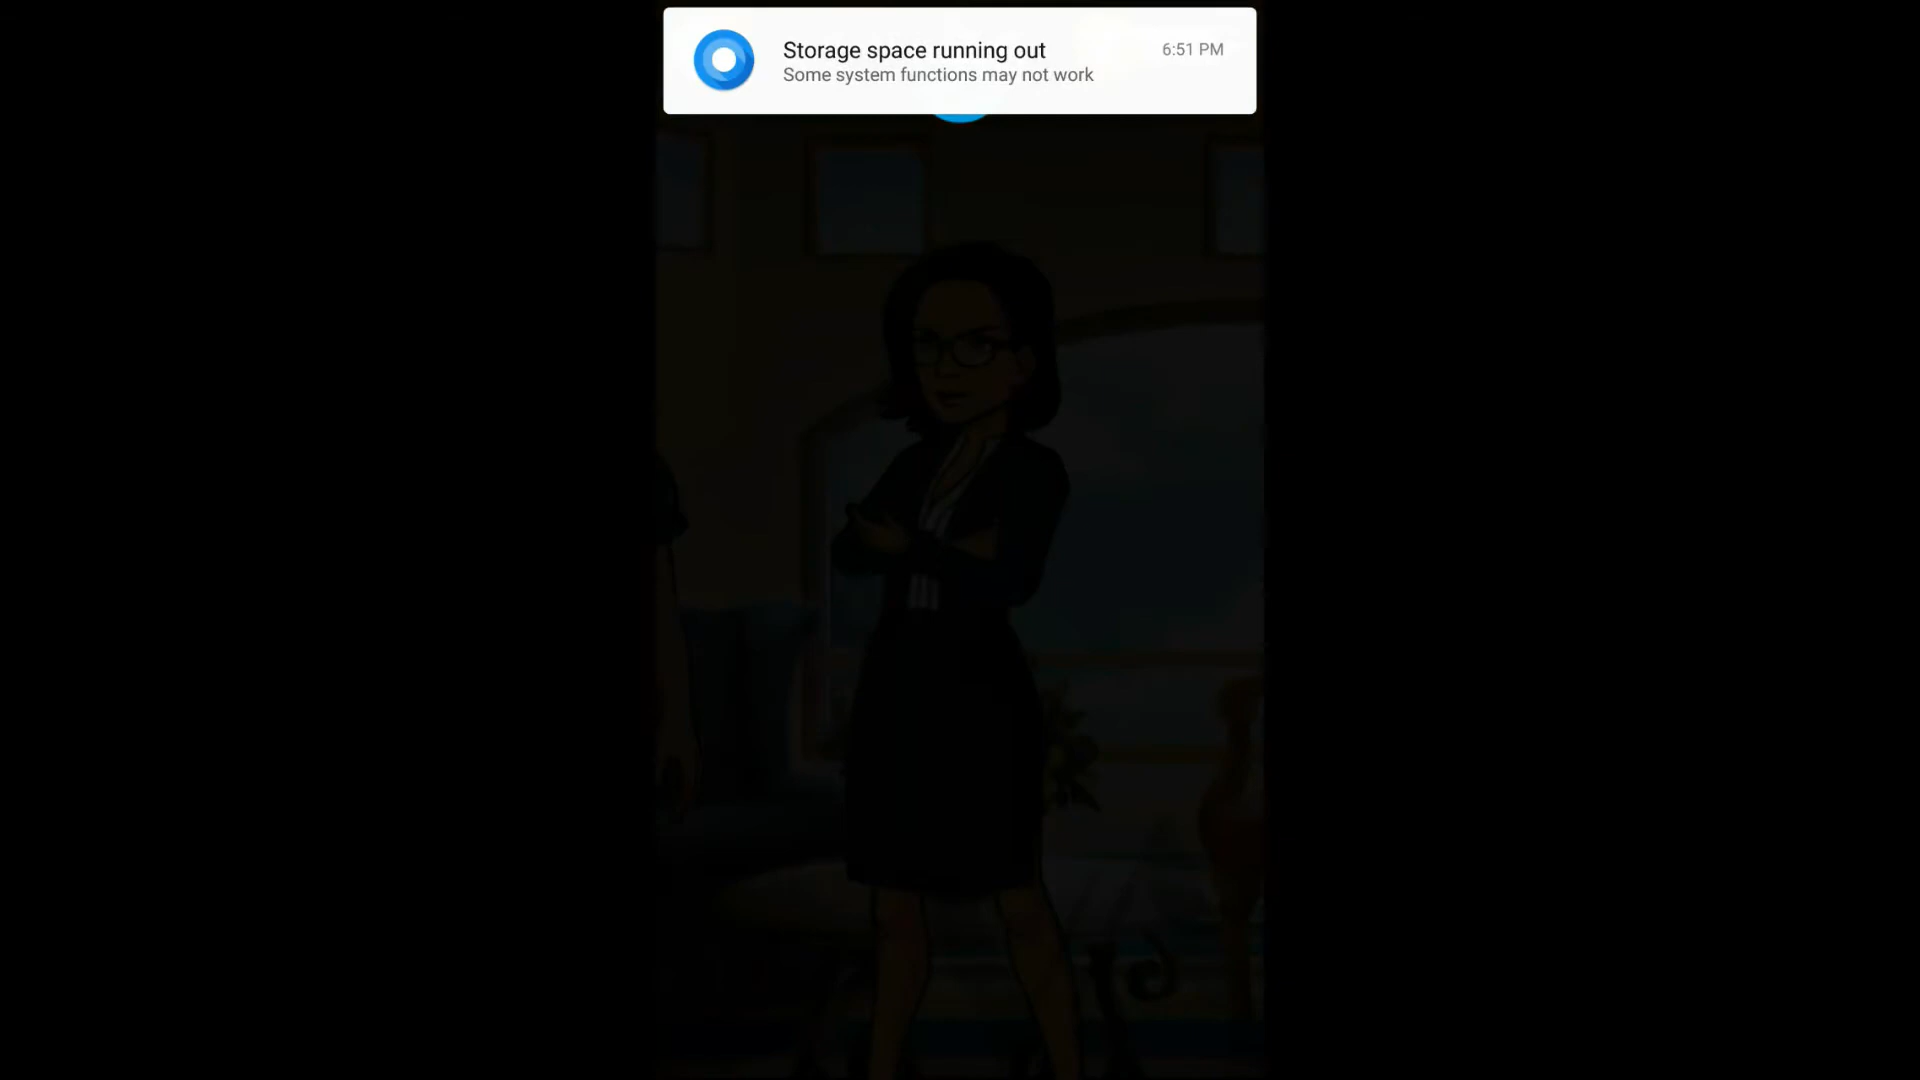 Storage space running out
6:51 PM
Some system functions may not work